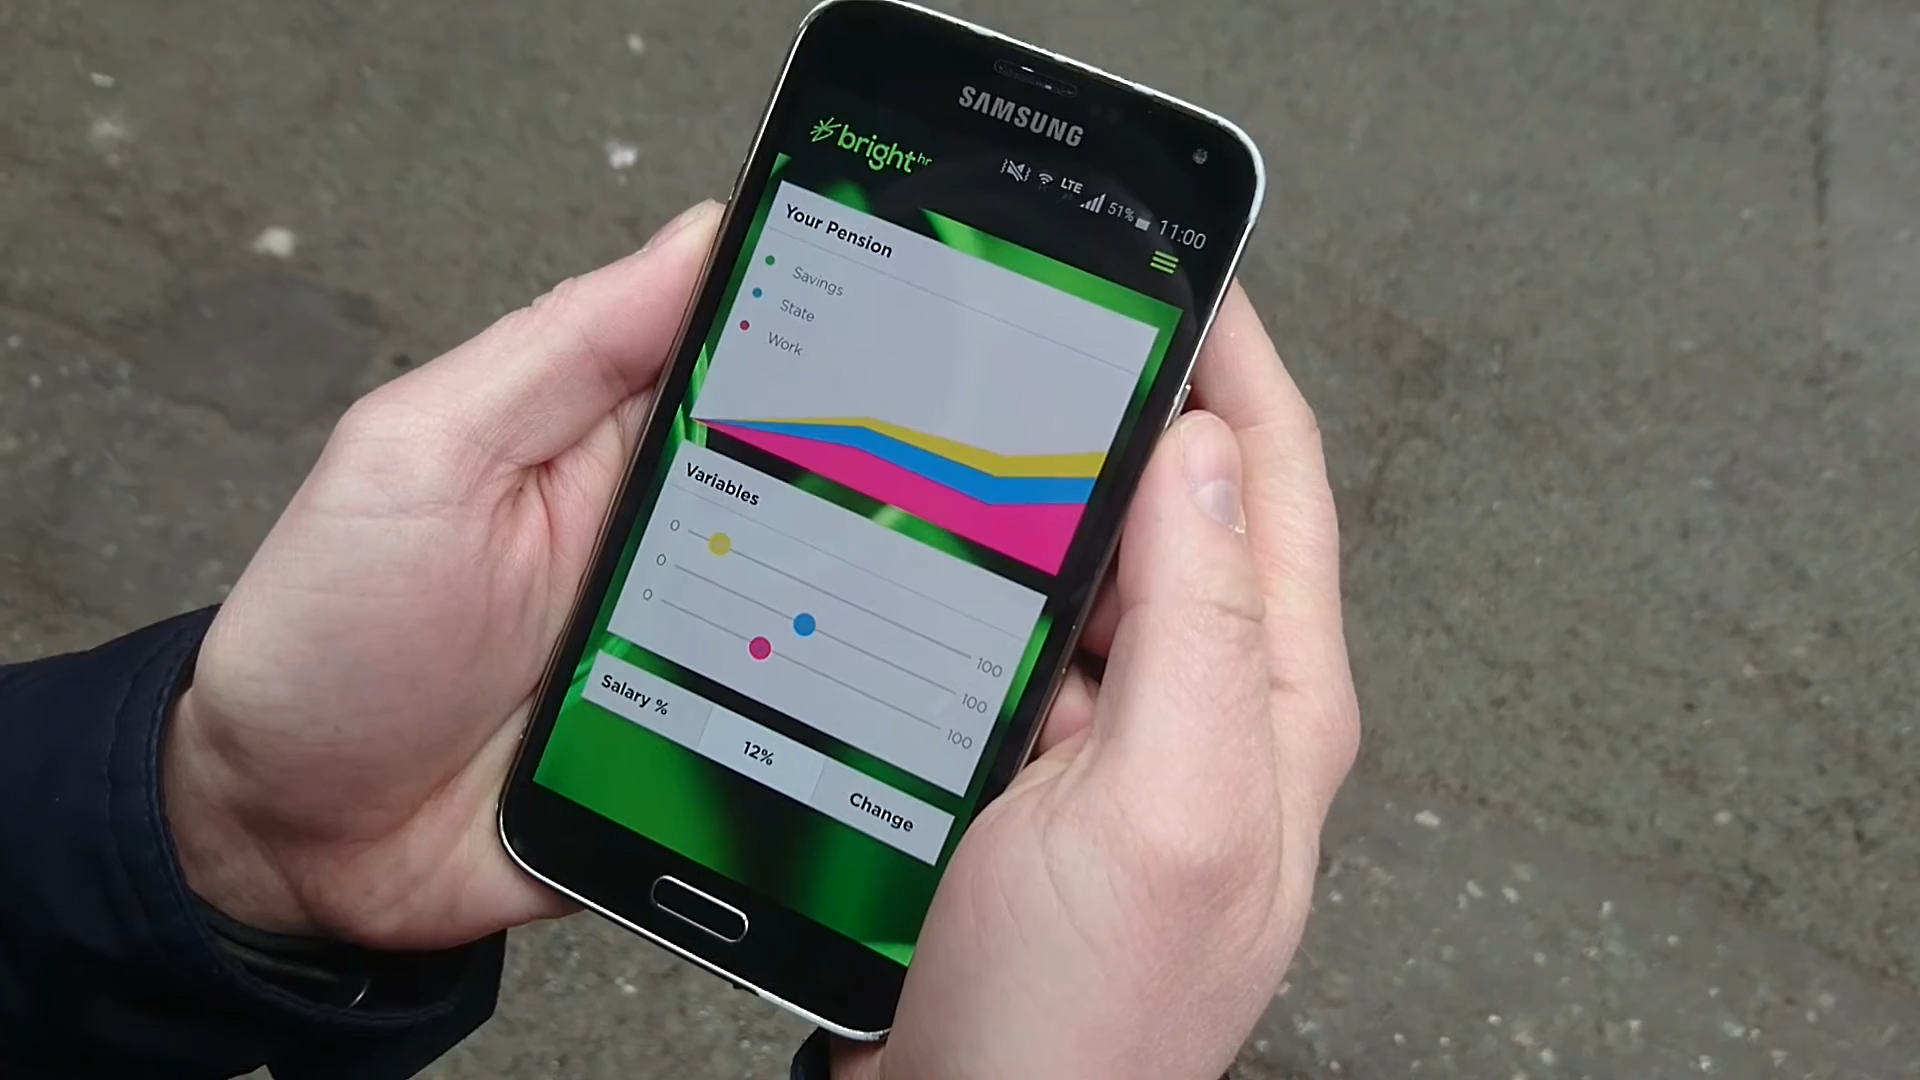 SAMSUNG
bright hr
LTE 51% 11:00
Your Pension
Savings
State
Work
Variables
0 100
0 100
0 100
Salary % 12% Change